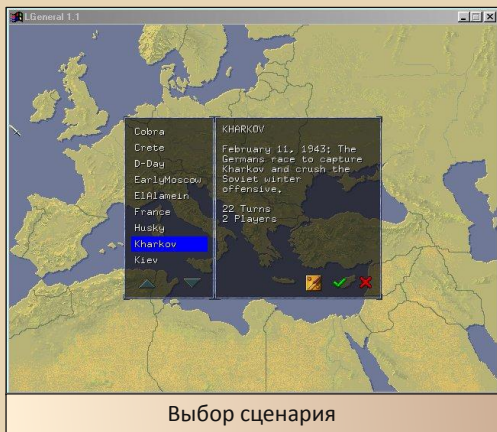 LGeneral 1.1
Cobra
Crete
D-Day
EarlyMoscow
ElAlamein
France
Husky
Kharkov
Kiev
KHARKOV
February 11, 1943: The
Germans race to capture
Kharkov and crush the
Soviet winter
offensive.
22 Turns
2 Players
Выбор сценария